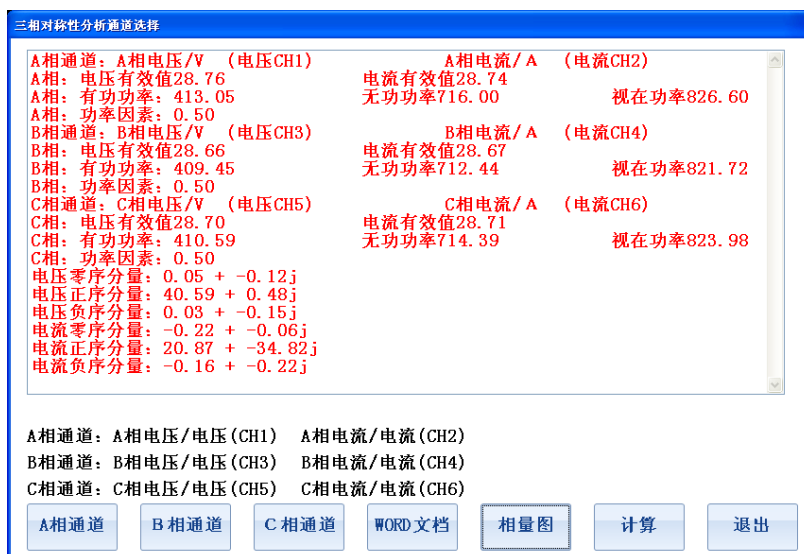 三相对称性分析通道选择
A相通道：A相电压/V （电压CH1） A相电流/A （电流CH2）
A相：电压有效值28.76 电流有效值28.74
A相：有功功率：413.05 无功功率716.00 视在功率826.60
A相：功率因素：0.50
B相通道：B相电压/V （电压CH3） B相电流/A （电流CH4）
B相：电压有效值28.66 电流有效值28.67
B相：有功功率：409.45 无功功率712.44 视在功率821.72
B相：功率因素：0.50
C相通道：C相电压/V （电压CH5） C相电流/A （电流CH6）
C相：电压有效值28.70 电流有效值28.71
C相：有功功率：410.59 无功功率714.39 视在功率823.98
C相：功率因素：0.50
电压零序分量：0.05 + -0.12j
电压正序分量：40.59 + 0.48j
电压负序分量：0.03 + -0.15j
电流零序分量：-0.22 + -0.06j
电流正序分量：20.87 + -34.82j
电流负序分量：-0.16 + -0.22j
A相通道：A相电压/电压(CH1) A相电流/电流(CH2)
B相通道：B相电压/电压(CH3) B相电流/电流(CH4)
C相通道：C相电压/电压(CH5) C相电流/电流(CH6)
A相通道 B相通道 C相通道 WORD文档 相量图 计算 退出